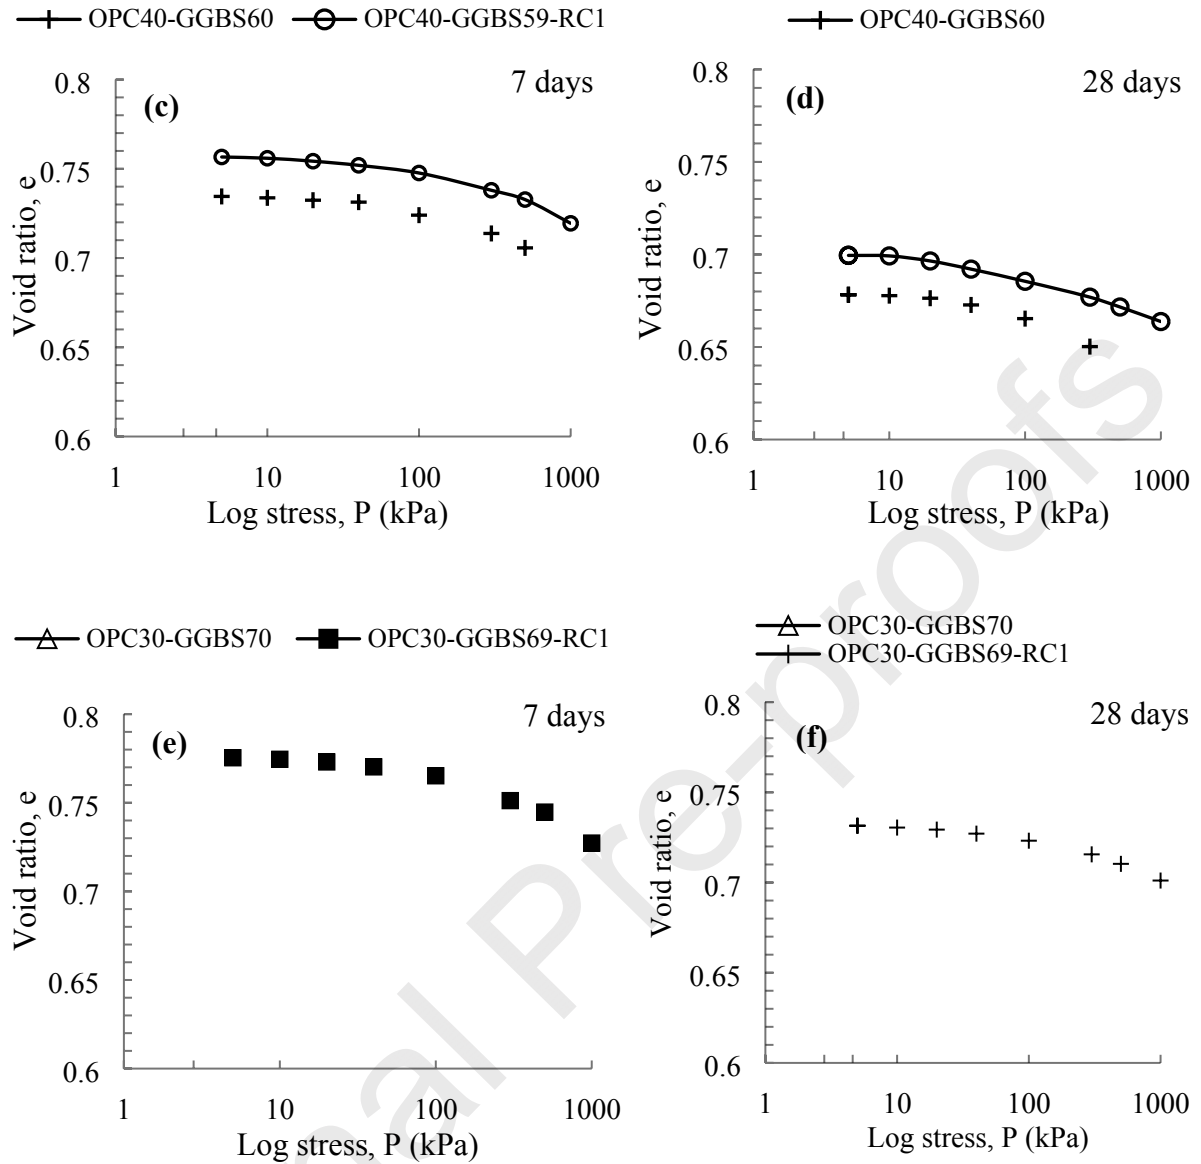 OPC40-GGBS60 OPC40-GGBS59-RC1
OPC40-GGBS60
(c)
7 days
0.8
0.75
0.7
0.65
0.6
Void ratio, e
1 10 100 1000
Log stress, P (kPa)
(d)
28 days
0.8
0.75
0.7
0.65
0.6
Void ratio, e
1 10 100 1000
Log stress, P (kPa)
OPC30-GGBS70 OPC30-GGBS69-RC1
(e)
7 days
0.8
0.75
0.7
0.65
0.6
Void ratio, e
1 10 100 1000
Log stress, P (kPa)
OPC30-GGBS70
OPC30-GGBS69-RC1
(f)
28 days
0.8
0.75
0.7
0.65
0.6
Void ratio, e
1 10 100 1000
Log stress, P (kPa)
nal Pre-proofs